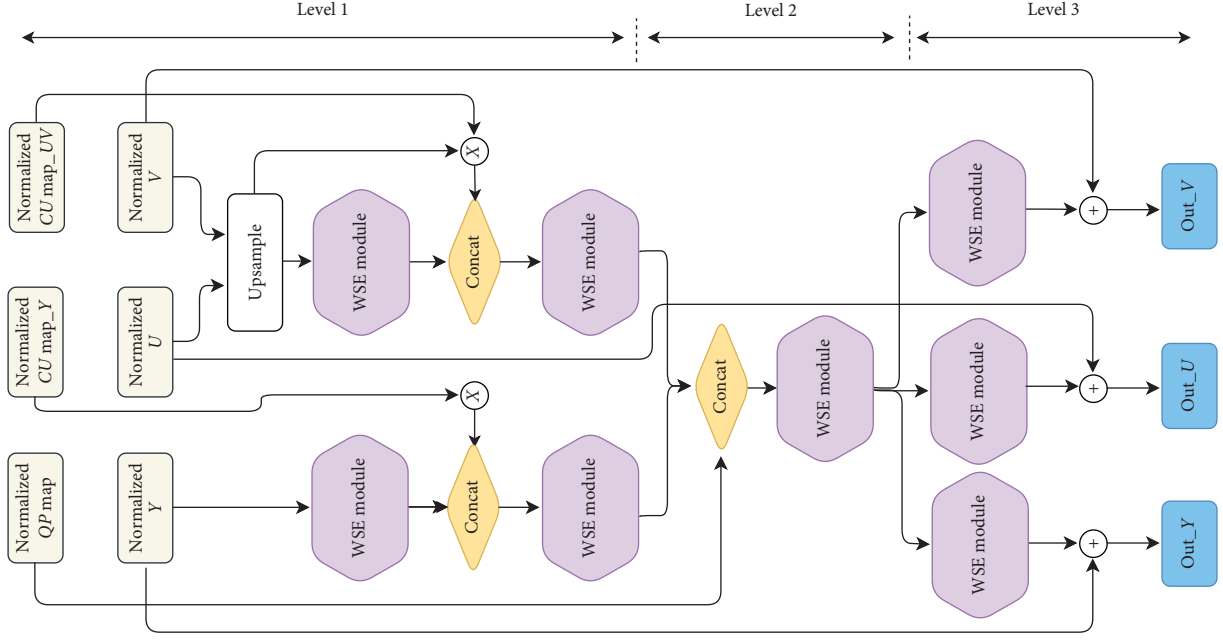 Level 1
Level 2
Level 3
Normalized
CU map_UV
Normalized
V
X
WSE module
Out_V
+
Upsample
WSE module
Concat
WSE module
Normalized
CU map_Y
Normalized
U
Concat
WSE module
WSE module
+
Out_U
X
Normalized
QP map
Normalized
Y
WSE module
Concat
WSE module
WSE module
+
Out_Y